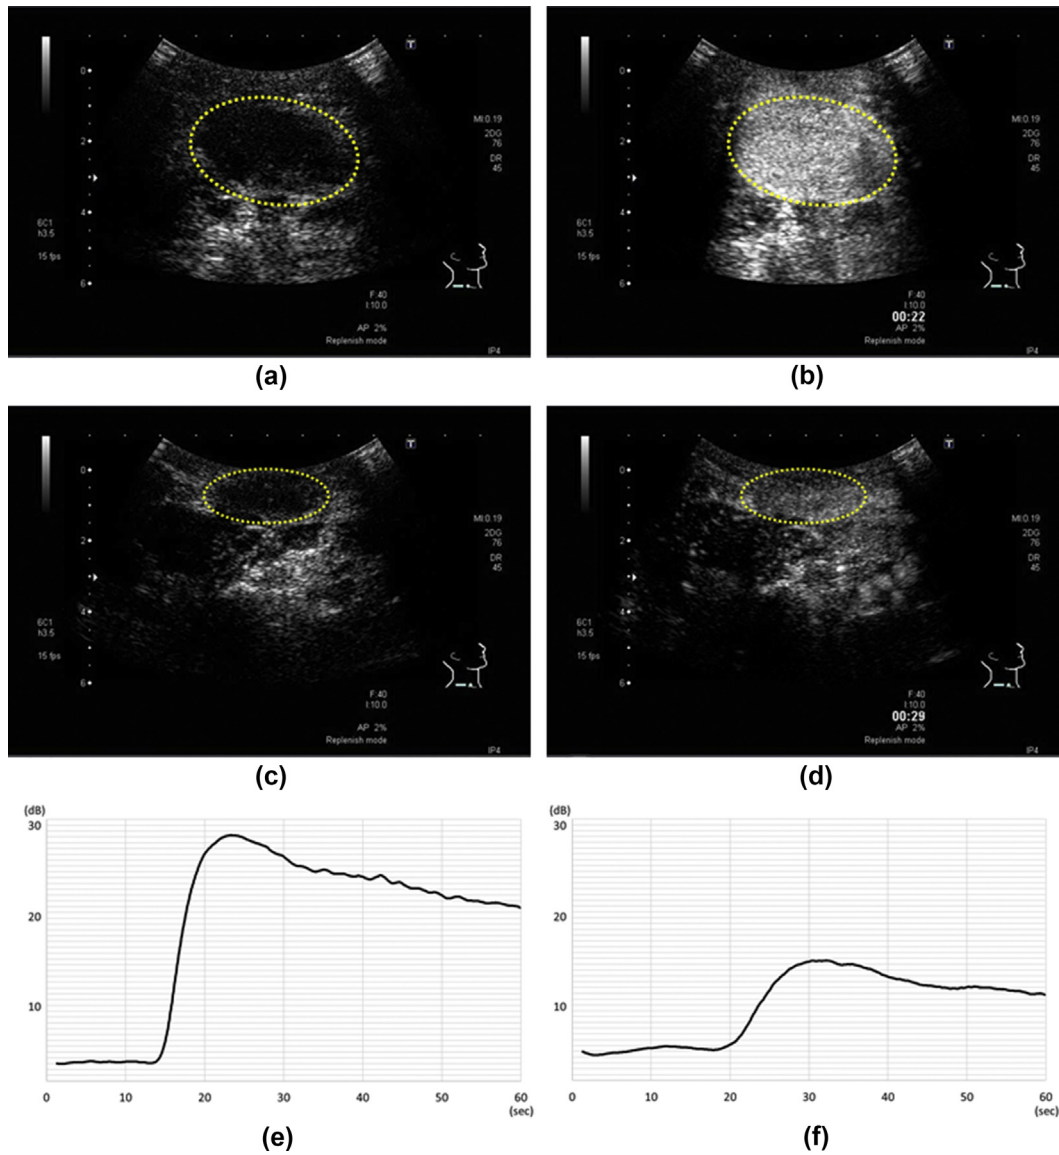 T
0
2
4
6
MI:0.19
2DG
76
DR
45
6C1
h3.5
15 fps
F:40
I:10.0
AP 2%
Replenish mode
IP4
(a)
T
0
2
4
6
MI:0.19
2DG
76
DR
45
6C1
h3.5
15 fps
F:40
I:10.0
00:22
AP 2%
Replenish mode
IP4
(b)
T
0
2
4
6
MI:0.19
2DG
76
DR
45
6C1
h3.5
15 fps
F:40
I:10.0
AP 2%
Replenish mode
IP4
(c)
T
0
2
4
6
MI:0.19
2DG
76
DR
45
6C1
h3.5
15 fps
F:40
I:10.0
00:29
AP 2%
Replenish mode
IP4
(d)
(dB)
30
20
10
0 10 20 30 40 50 60
(sec)
(e)
(dB)
30
20
10
0 10 20 30 40 50 60
(sec)
(f)